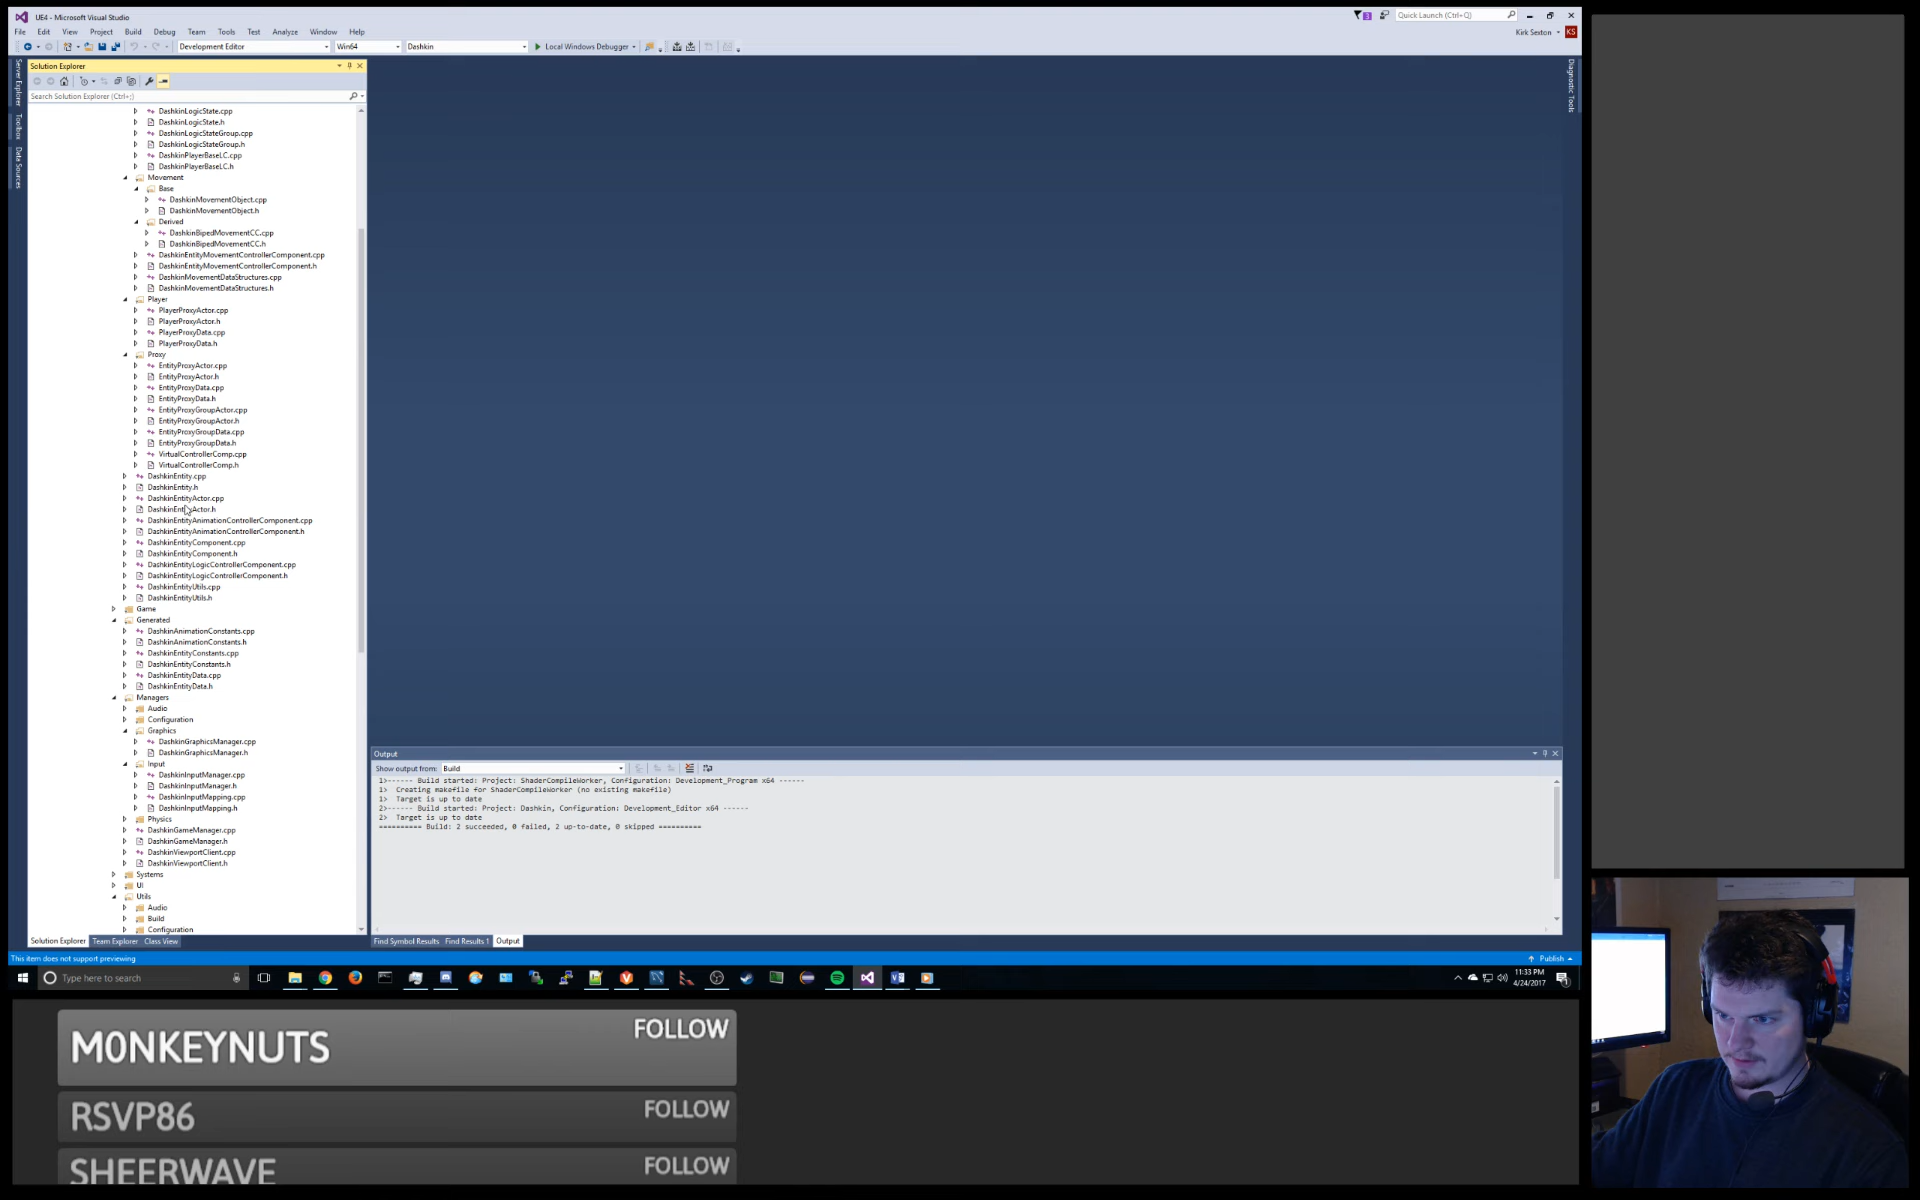 UE4 - Microsoft Visual Studio
3
Quick Launch (Ctrl+Q)
File Edit View Project Build Debug Team Tools Test Analyze Window Help
Kirk Sexton KS
Development Editor Win64 Dashkin Local Windows Debugger
Server Explorer
Toolbox
Data Sources
Diagnostic Tools
Solution Explorer
Search Solution Explorer (Ctrl+;)
DashkinLogicState.cpp
DashkinLogicState.h
DashkinLogicStateGroup.cpp
DashkinLogicStateGroup.h
DashkinPlayerBaseLC.cpp
DashkinPlayerBaseLC.h
Movement
Base
DashkinMovementObject.cpp
DashkinMovementObject.h
Derived
DashkinBipedMovementCC.cpp
DashkinBipedMovementCC.h
DashkinEntityMovementControllerComponent.cpp
DashkinEntityMovementControllerComponent.h
DashkinMovementDataStructures.cpp
DashkinMovementDataStructures.h
Player
PlayerProxyActor.cpp
PlayerProxyActor.h
PlayerProxyData.cpp
PlayerProxyData.h
Proxy
EntityProxyActor.cpp
EntityProxyActor.h
EntityProxyData.cpp
EntityProxyData.h
EntityProxyGroupActor.cpp
EntityProxyGroupActor.h
EntityProxyGroupData.cpp
EntityProxyGroupData.h
VirtualControllerComp.cpp
VirtualControllerComp.h
DashkinEntity.cpp
DashkinEntity.h
DashkinEntityActor.cpp
DashkinEntityActor.h
DashkinEntityAnimationControllerComponent.cpp
DashkinEntityAnimationControllerComponent.h
DashkinEntityComponent.cpp
DashkinEntityComponent.h
DashkinEntityLogicControllerComponent.cpp
DashkinEntityLogicControllerComponent.h
DashkinEntityUtils.cpp
DashkinEntityUtils.h
Game
Generated
DashkinAnimationConstants.cpp
DashkinAnimationConstants.h
DashkinEntityConstants.cpp
DashkinEntityConstants.h
DashkinEntityData.cpp
DashkinEntityData.h
Managers
Audio
Configuration
Graphics
DashkinGraphicsManager.cpp
DashkinGraphicsManager.h
Input
DashkinInputManager.cpp
DashkinInputManager.h
DashkinInputMapping.cpp
DashkinInputMapping.h
Physics
DashkinGameManager.cpp
DashkinGameManager.h
DashkinViewportClient.cpp
DashkinViewportClient.h
Systems
UI
Utils
Audio
Build
Configuration
Solution Explorer Team Explorer Class View
Output
Show output from: Build
1>------ Build started: Project: ShaderCompileWorker, Configuration: Development_Program x64 ------
1> Creating makefile for ShaderCompileWorker (no existing makefile)
1> Target is up to date
2>------ Build started: Project: Dashkin, Configuration: Development_Editor x64 ------
2> Target is up to date
========== Build: 2 succeeded, 0 failed, 2 up-to-date, 0 skipped ==========
Find Symbol Results Find Results 1 Output
This item does not support previewing
Publish
Type here to search
11:33 PM
4/24/2017
M0NKEYNUTS FOLLOW
RSVP86 FOLLOW
SHEERWAVE FOLLOW